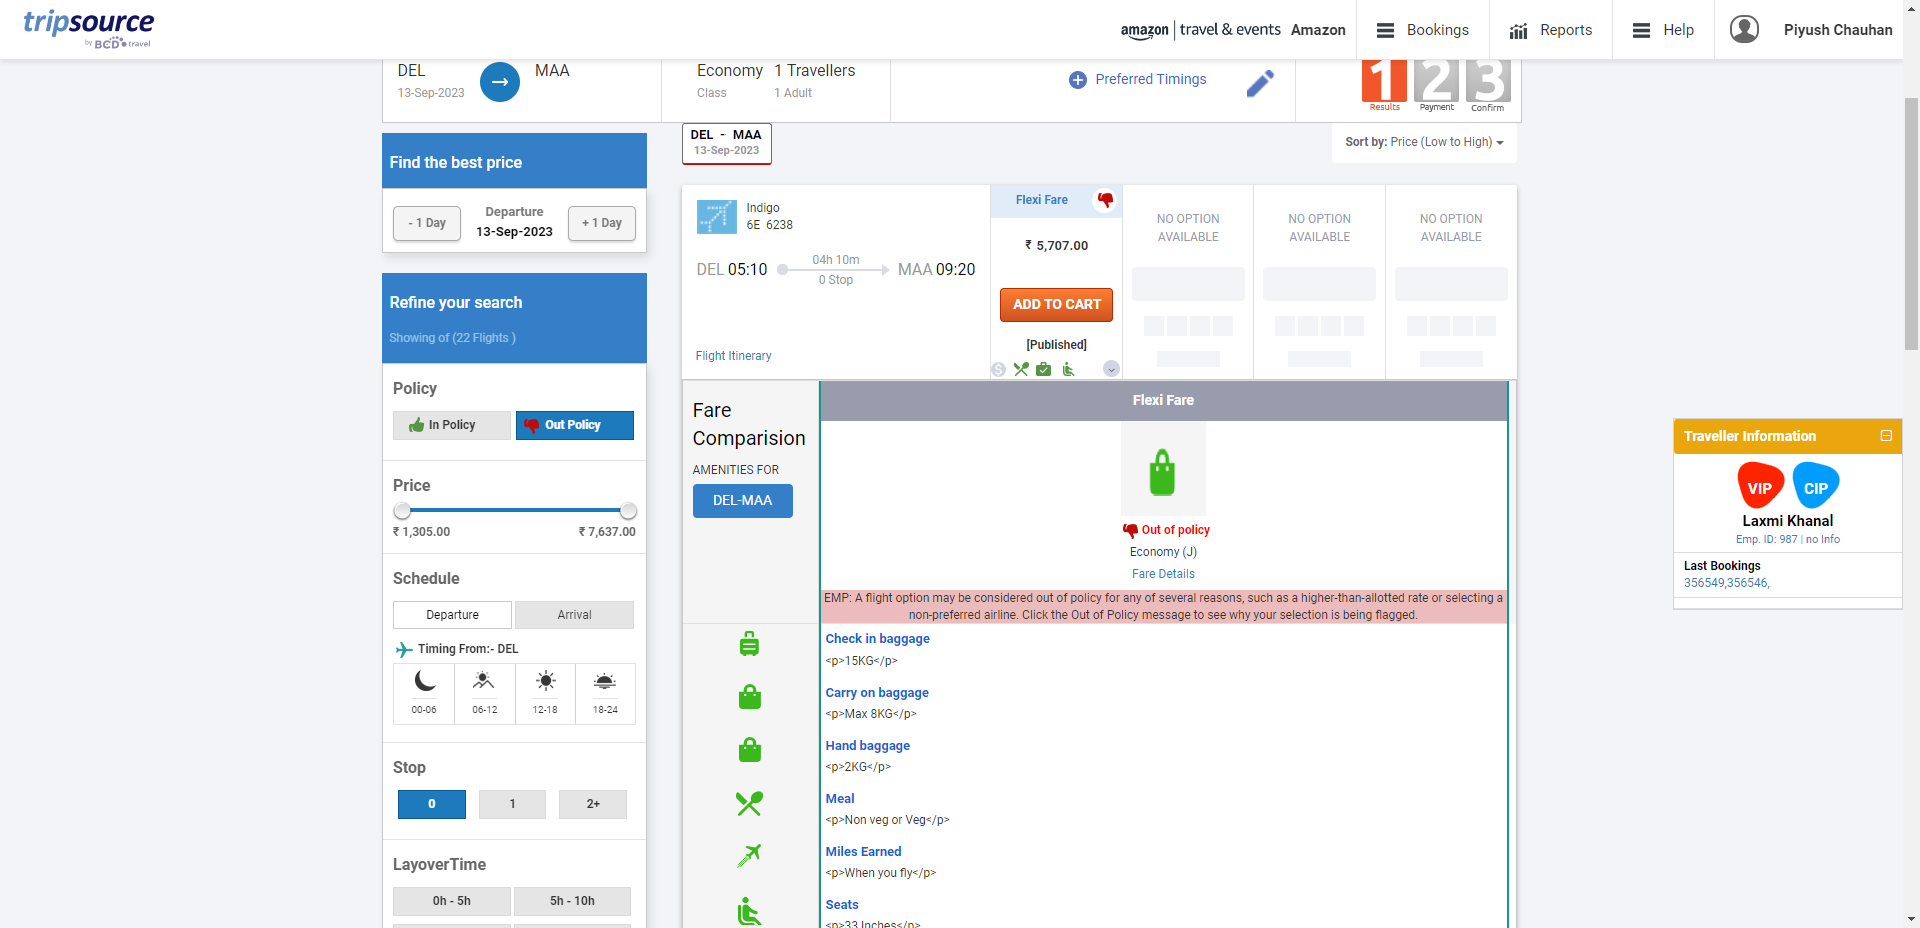 tripsource
by BCD travel
amazon | travel & events Amazon
Bookings
Reports
Help
Piyush Chauhan
DEL
13-Sep-2023
MAA
Economy
Class
1 Travellers
1 Adult
Preferred Timings
1 2 3
Results Payment Confirm
Find the best price
- 1 Day
Departure
13-Sep-2023
+ 1 Day
Refine your search
Showing of (22 Flights )
Policy
In Policy
Out Policy
Price
₹ 1,305.00
₹ 7,637.00
Schedule
Departure
Arrival
Timing From:- DEL
00-06
06-12
12-18
18-24
Stop
0
1
2+
LayoverTime
0h - 5h
5h - 10h
DEL - MAA
13-Sep-2023
Sort by: Price (Low to High)
Indigo
6E 6238
DEL 05:10
04h 10m
0 Stop
MAA 09:20
Flight Itinerary
Flexi Fare
₹ 5,707.00
ADD TO CART
[Published]
NO OPTION
AVAILABLE
NO OPTION
AVAILABLE
NO OPTION
AVAILABLE
Fare
Comparision
AMENITIES FOR
DEL-MAA
Flexi Fare
Out of policy
Economy (J)
Fare Details
EMP: A flight option may be considered out of policy for any of several reasons, such as a higher-than-allotted rate or selecting a
non-preferred airline. Click the Out of Policy message to see why your selection is being flagged.
Check in baggage
<p>15KG</p>
Carry on baggage
<p>Max 8KG</p>
Hand baggage
<p>2KG</p>
Meal
<p>Non veg or Veg</p>
Miles Earned
<p>When you fly</p>
Seats
<p>33 Inches</p>
Traveller Information
VIP
CIP
Laxmi Khanal
Emp. ID: 987 | no Info
Last Bookings
356549,356546,